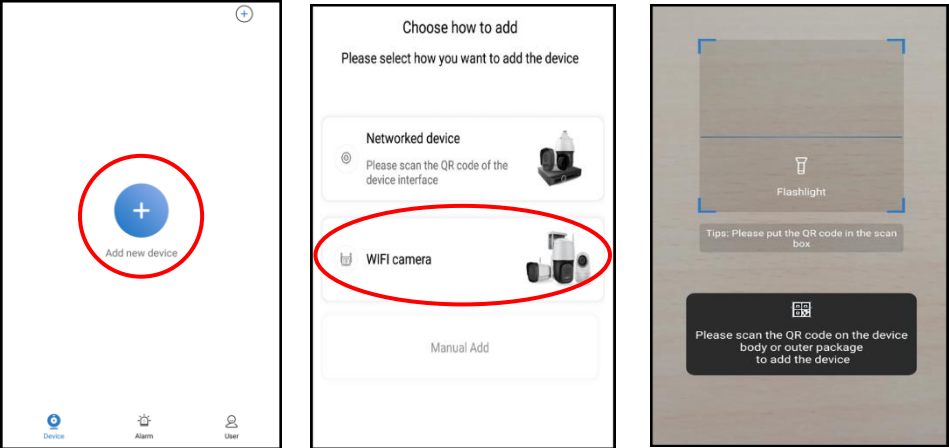 Add new device
Device
Alarm
User
Choose how to add
Please select how you want to add the device
Networked device
Please scan the QR code of the
device interface
WIFI camera
Manual Add
Flashlight
Tips: Please put the QR code in the scan
box
Please scan the QR code on the device
body or outer package
to add the device